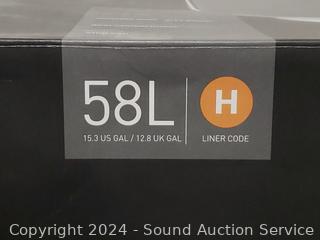 58L
H
15.3 US GAL / 12.8 UK GAL
LINER CODE
Copyright 2024 - Sound Auction Service